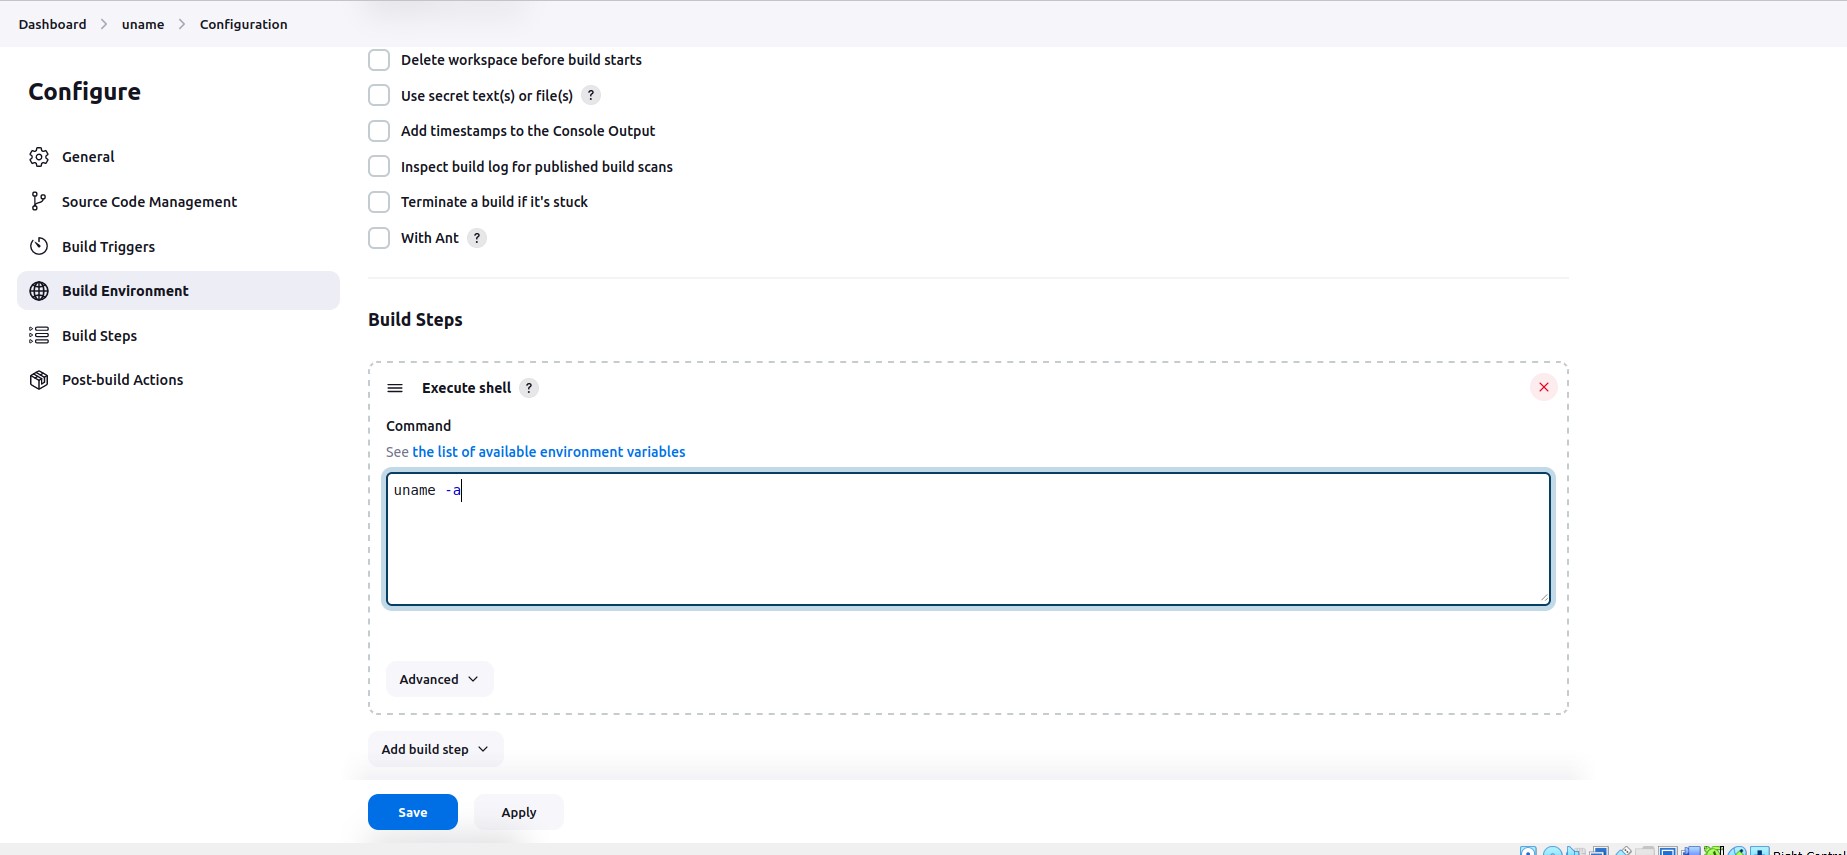 Dashboard > uname > Configuration
Configure
General
Source Code Management
Build Triggers
Build Environment
Build Steps
Post-build Actions
Delete workspace before build starts
Use secret text(s) or file(s) ?
Add timestamps to the Console Output
Inspect build log for published build scans
Terminate a build if it's stuck
With Ant ?
Build Steps
Execute shell ?
Command
See the list of available environment variables
uname -a
Advanced
Add build step
Save Apply